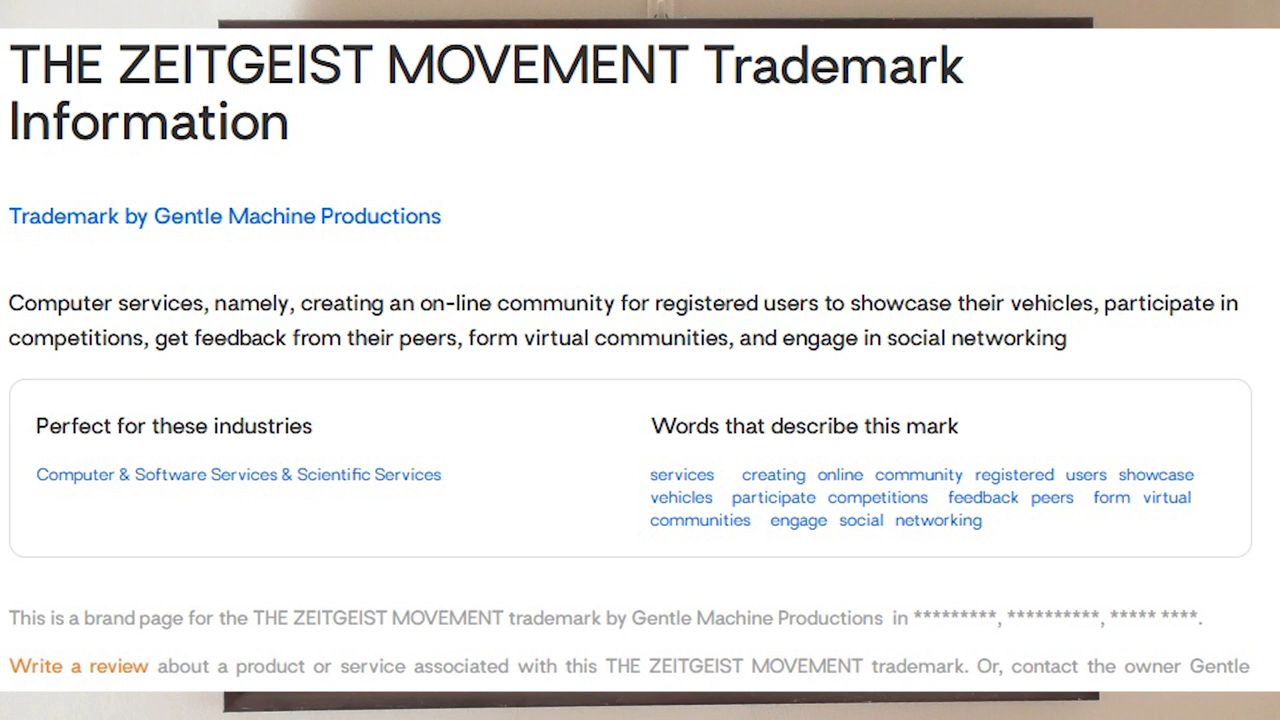 THE ZEITGEIST MOVEMENT Trademark
Information
Trademark by Gentle Machine Productions
Computer services, namely, creating an on-line community for registered users to showcase their vehicles, participate in
competitions, get feedback from their peers, form virtual communities, and engage in social networking
Perfect for these industries
Words that describe this mark
Computer & Software Services & Scientific Services
services creating online community registered users showcase
vehicles participate competitions feedback peers form virtual
communities engage social networking
This is a brand page for the THE ZEITGEIST MOVEMENT trademark by Gentle Machine Productions in *********, **********, ***** ****.
Write a review about a product or service associated with this THE ZEITGEIST MOVEMENT trademark. Or, contact the owner Gentle